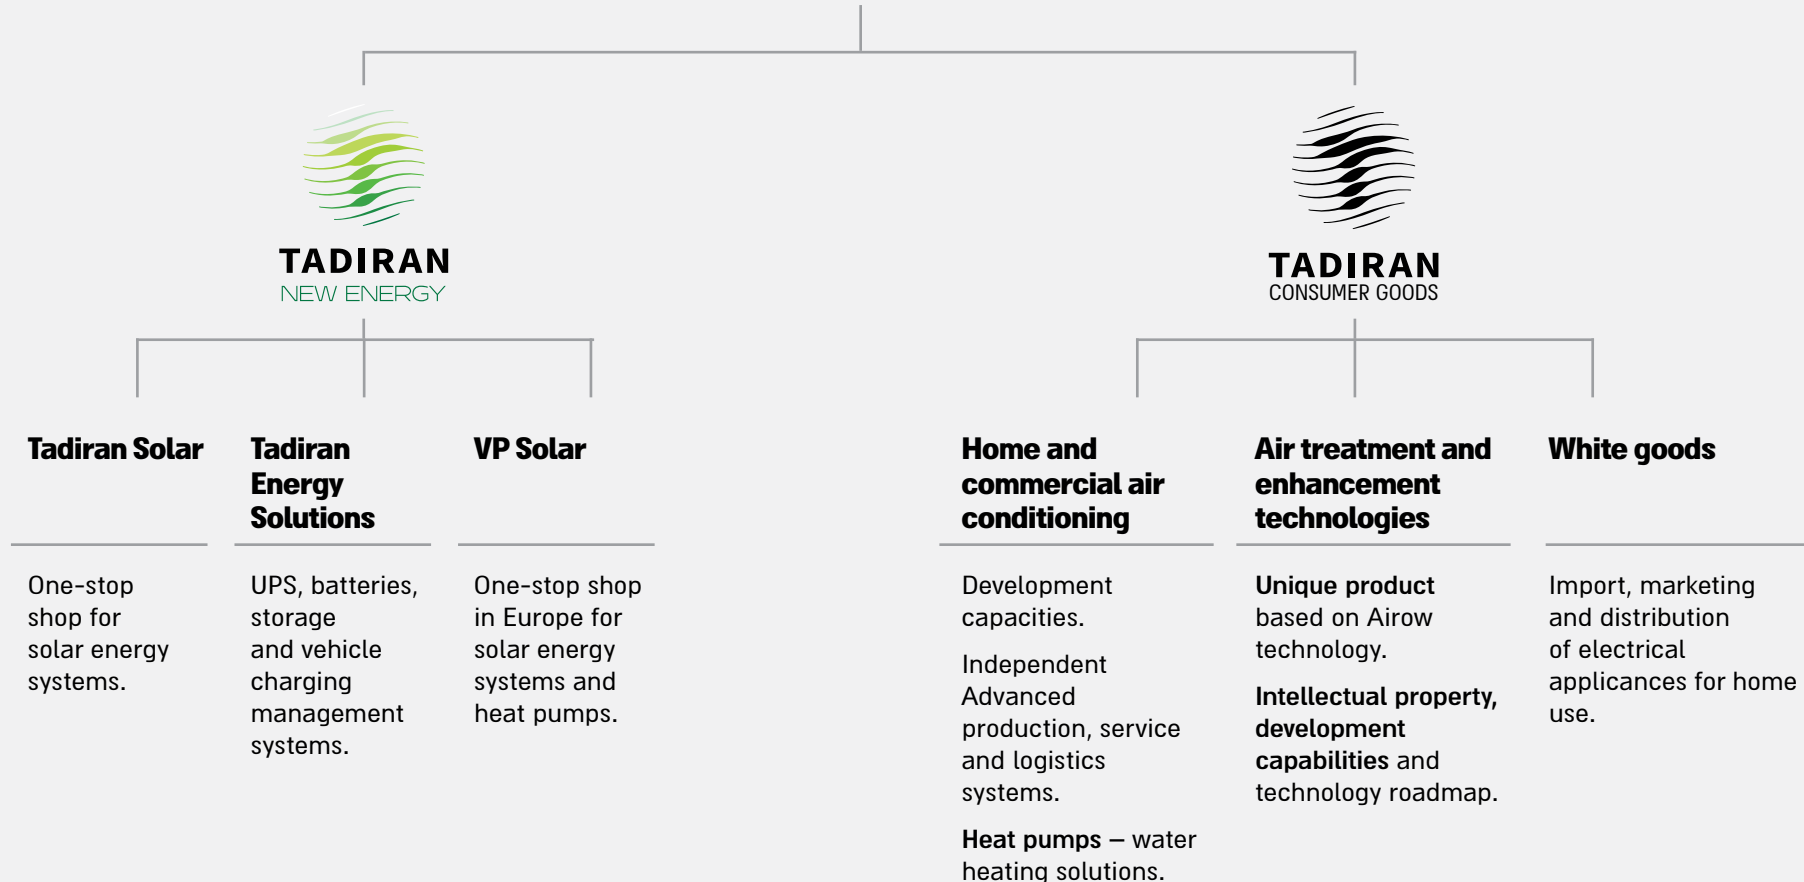 TADIRAN
NEW ENERGY
TADIRAN
CONSUMER GOODS
Tadiran Solar
One-stop
shop for
solar energy
systems.
Tadiran
Energy
Solutions
UPS, batteries,
storage
and vehicle
charging
management
systems.
VP Solar
One-stop shop
in Europe for
solar energy
systems and
heat pumps.
Home and
commercial air
conditioning
Development
capacities.
Independent
Advanced
production, service
and logistics
systems.
Heat pumps – water
heating solutions.
Air treatment and
enhancement
technologies
Unique product
based on Airow
technology.
Intellectual property,
development
capabilities and
technology roadmap.
White goods
Import, marketing
and distribution
of electrical
applicances for home
use.